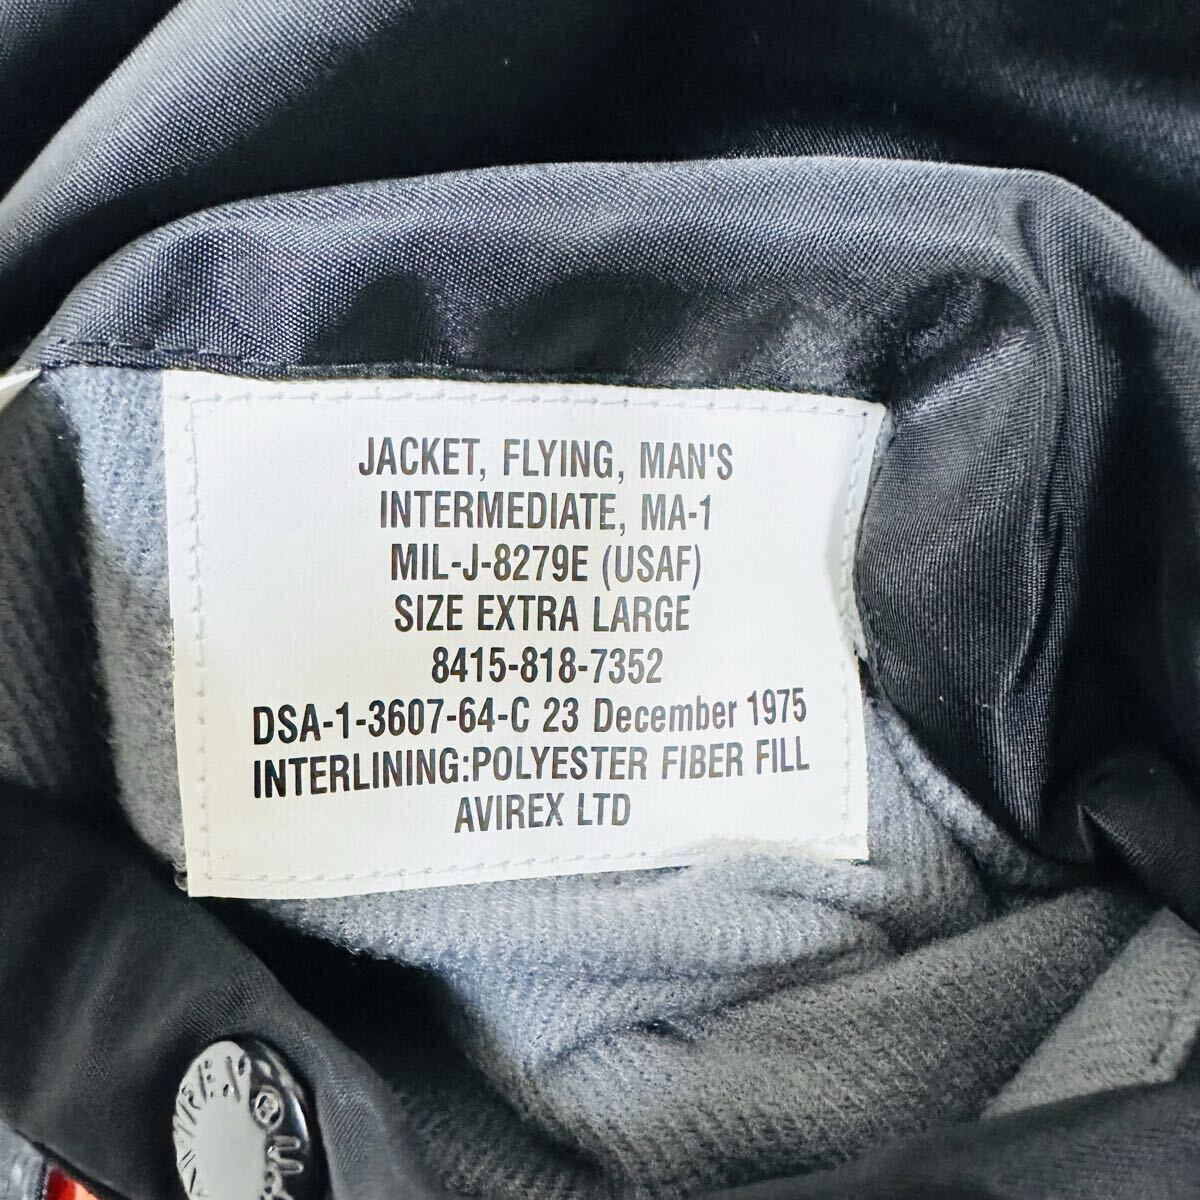 JACKET, FLYING, MAN'S
INTERMEDIATE, MA-1
MIL-J-8279E (USAF)
SIZE EXTRA LARGE
8415-818-7352
DSA-1-3607-64-C 23 December 1975
INTERLINING:POLYESTER FIBER FILL
AVIREX LTD
AVIREX®